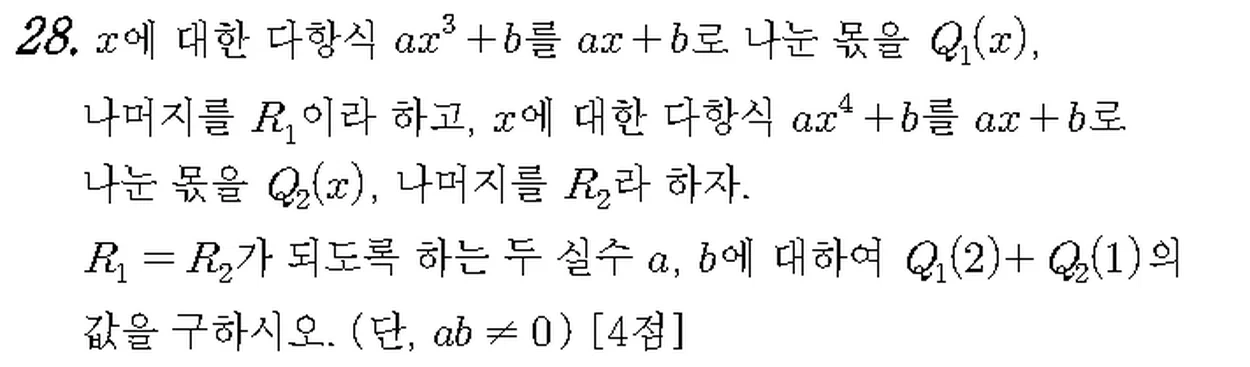 28. x에 대한 다항식 ax³+b를 ax+b로 나눈 몫을 Q₁(x),
나머지를 R₁이라 하고, x에 대한 다항식 ax⁴+b를 ax+b로
나눈 몫을 Q₂(x), 나머지를 R₂라 하자.
R₁=R₂가 되도록 하는 두 실수 a, b에 대하여 Q₁(2)+Q₂(1)의
값을 구하시오. (단, ab≠0) [4점]